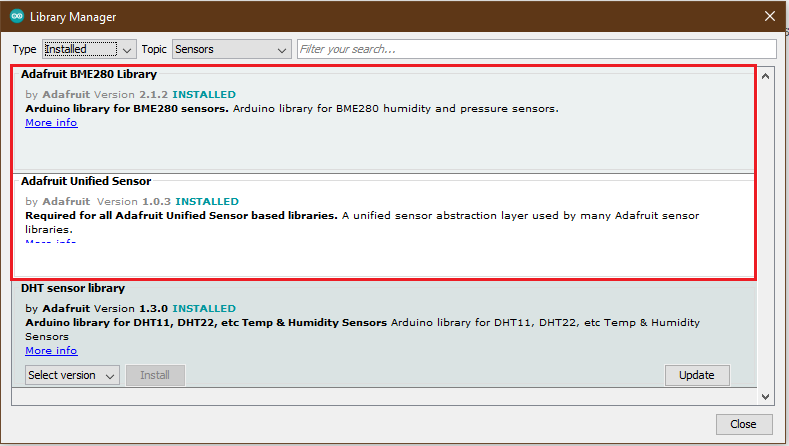 Library Manager
Type Installed Topic Sensors Filter your search...
Adafruit BME280 Library
by Adafruit Version 2.1.2 INSTALLED
Arduino library for BME280 sensors. Arduino library for BME280 humidity and pressure sensors.
More info
Adafruit Unified Sensor
by Adafruit Version 1.0.3 INSTALLED
Required for all Adafruit Unified Sensor based libraries. A unified sensor abstraction layer used by many Adafruit sensor
libraries.
More info
DHT sensor library
by Adafruit Version 1.3.0 INSTALLED
Arduino library for DHT11, DHT22, etc Temp & Humidity Sensors Arduino library for DHT11, DHT22, etc Temp & Humidity
Sensors
More info
Select version Install Update
Close